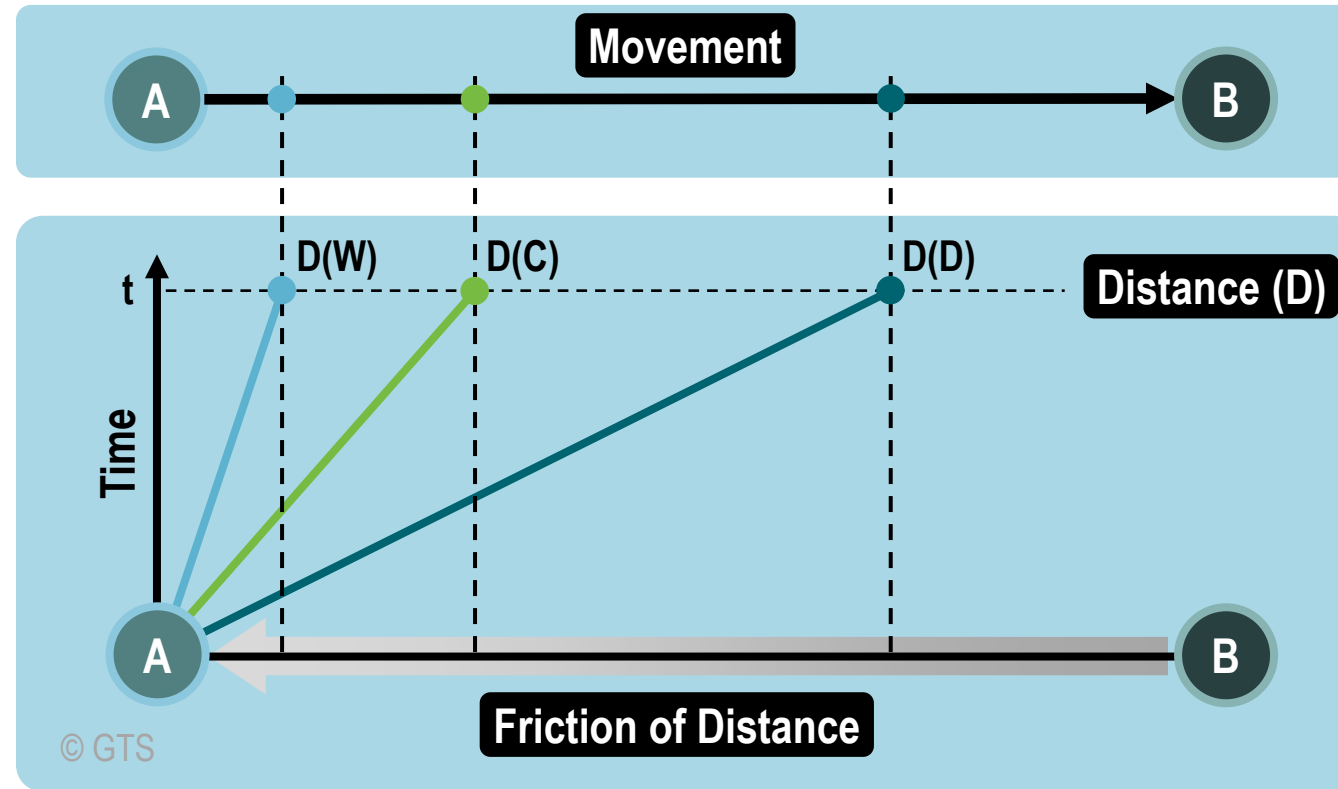 Movement
A
B
D(W)
D(C)
D(D)
t
Distance (D)
Time
A
B
Friction of Distance
© GTS